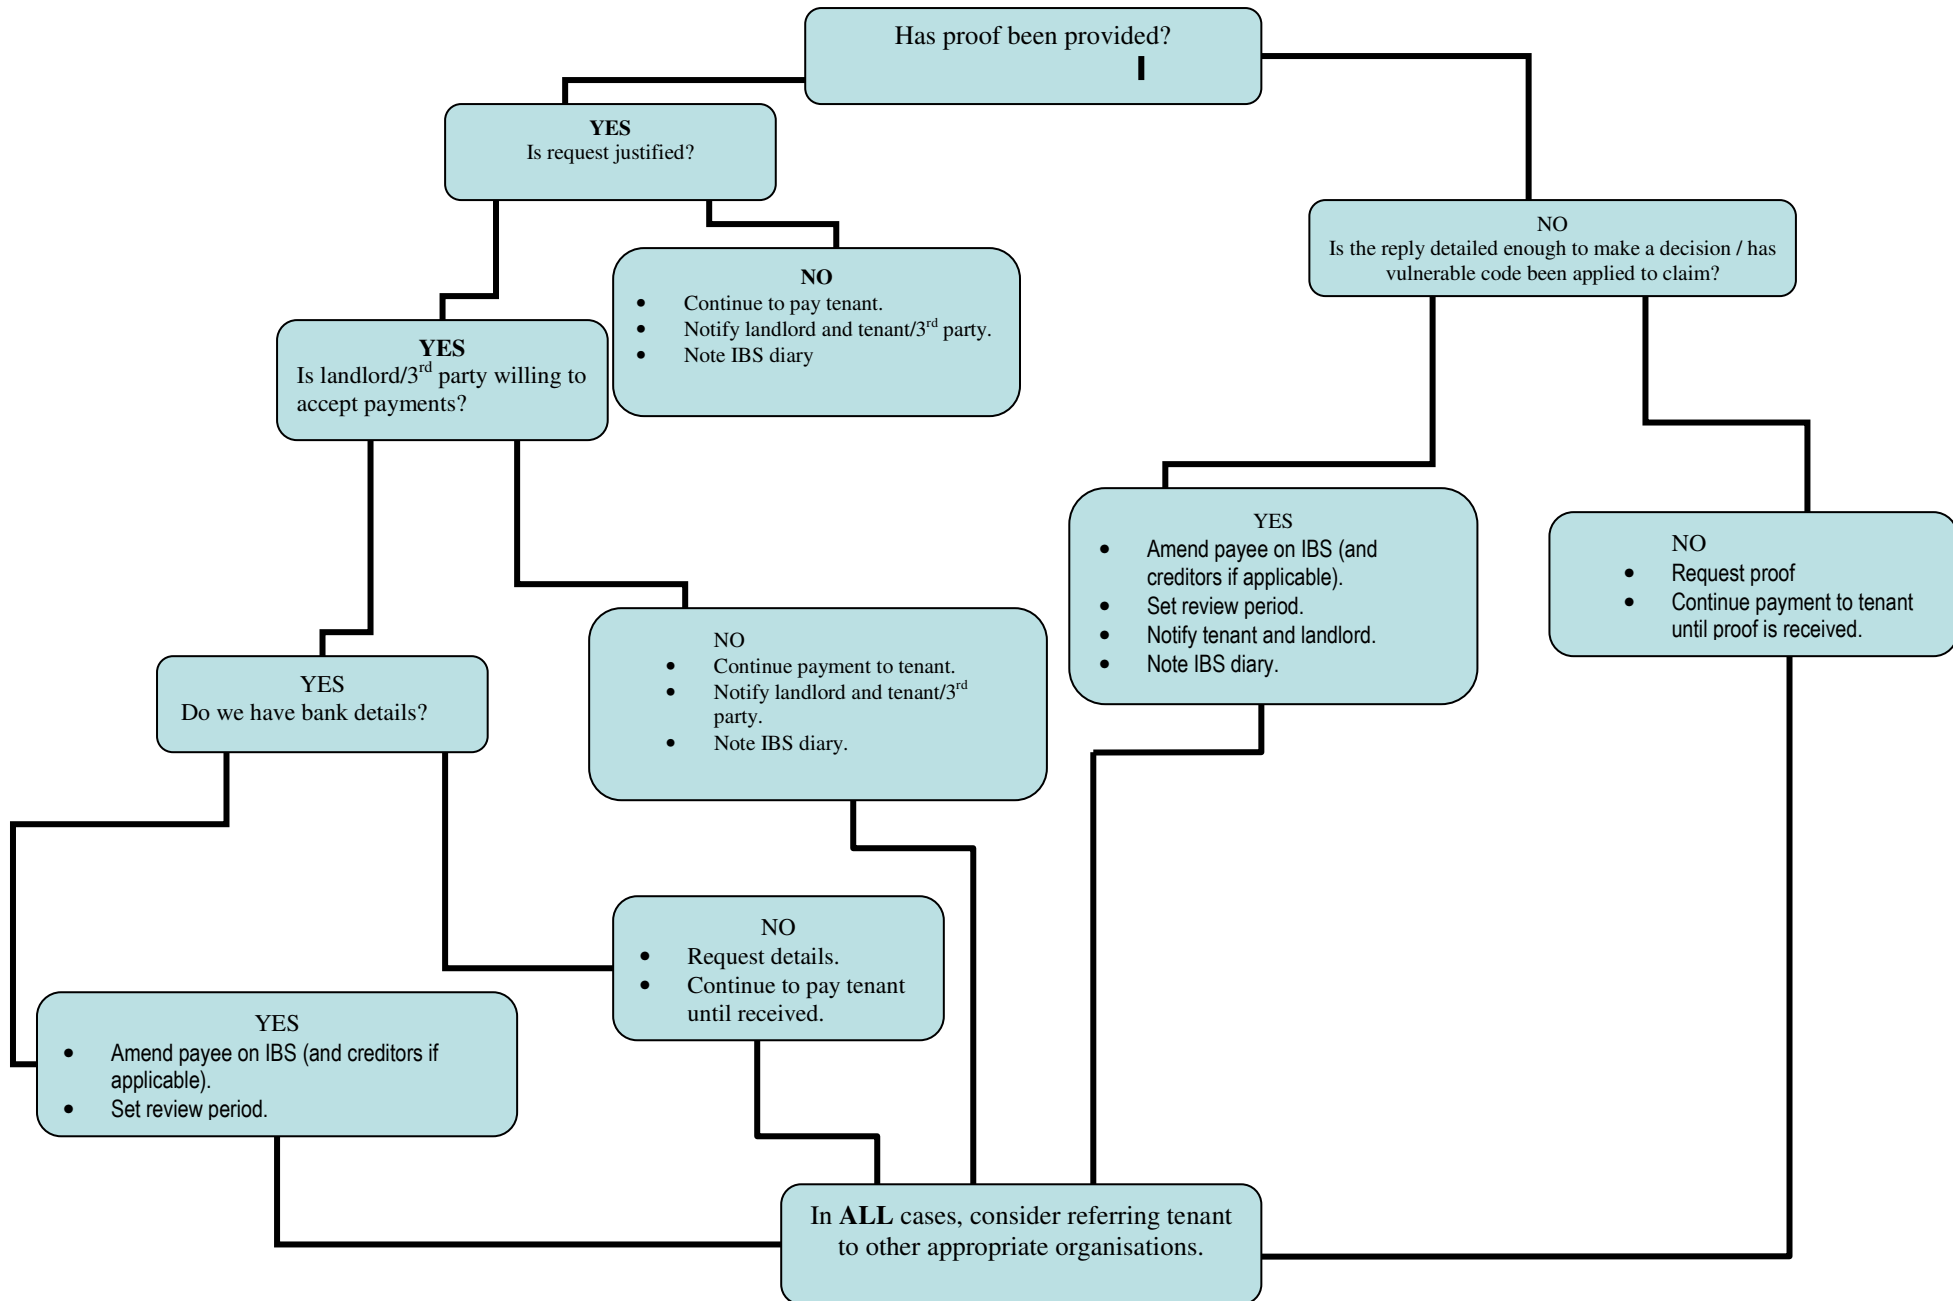 Has proof been provided?
YES
Is request justified?
NO
Is the reply detailed enough to make a decision / has
vulnerable code been applied to claim?
NO
• Continue to pay tenant.
• Notify landlord and tenant/3rd party.
• Note IBS diary
YES
Is landlord/3rd party willing to
accept payments?
YES
• Amend payee on IBS (and
creditors if applicable).
• Set review period.
• Notify tenant and landlord.
• Note IBS diary.
NO
• Request proof
• Continue payment to tenant
until proof is received.
NO
• Continue payment to tenant.
• Notify landlord and tenant/3rd
party.
• Note IBS diary.
YES
Do we have bank details?
NO
• Request details.
• Continue to pay tenant
until received.
YES
• Amend payee on IBS (and creditors if
applicable).
• Set review period.
In ALL cases, consider referring tenant
to other appropriate organisations.